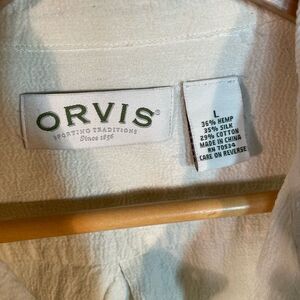 ORVIS®
SPORTING TRADITIONS
Since 1856
L
36% HEMP
35% SILK
29% COTTON
MADE IN CHINA
RN 70534
CARE ON REVERSE